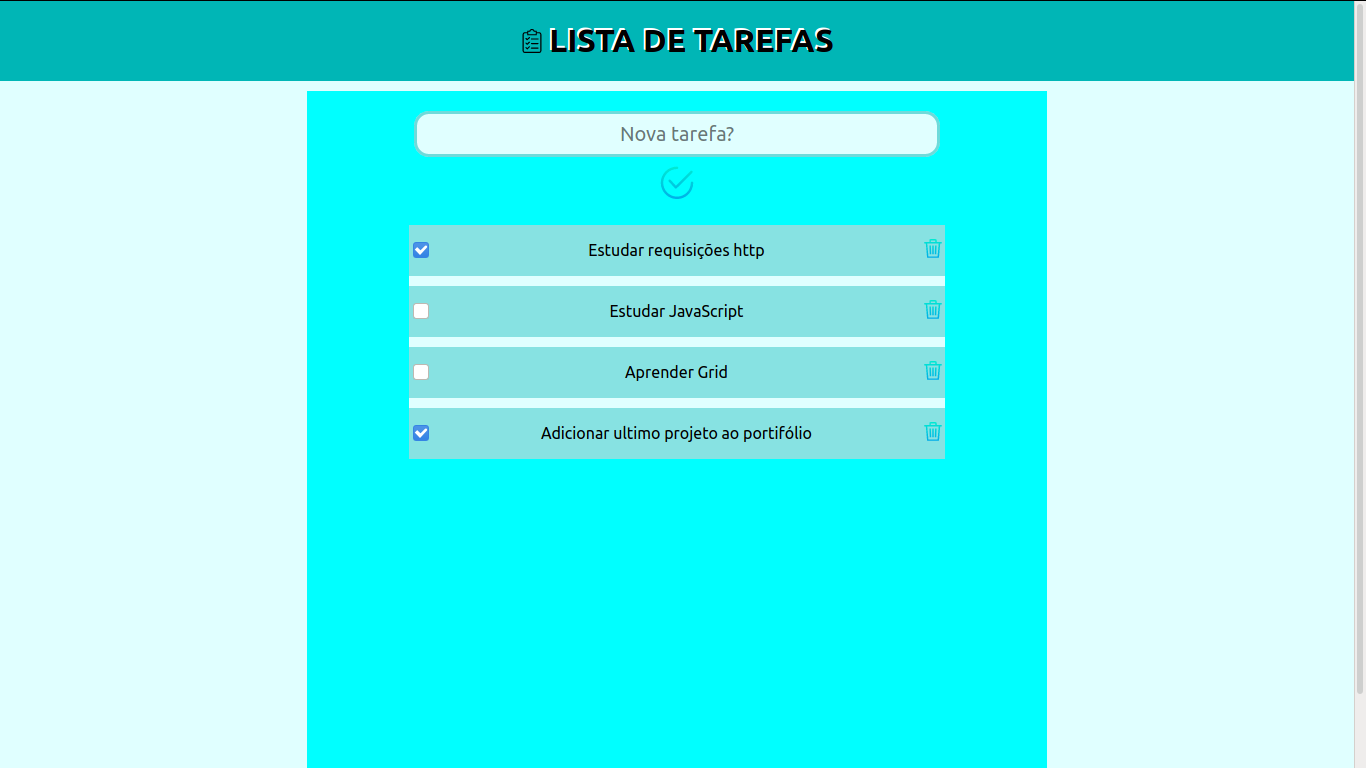 LISTA DE TAREFAS
Nova tarefa?
Estudar requisições http
Estudar JavaScript
Aprender Grid
Adicionar ultimo projeto ao portifólio